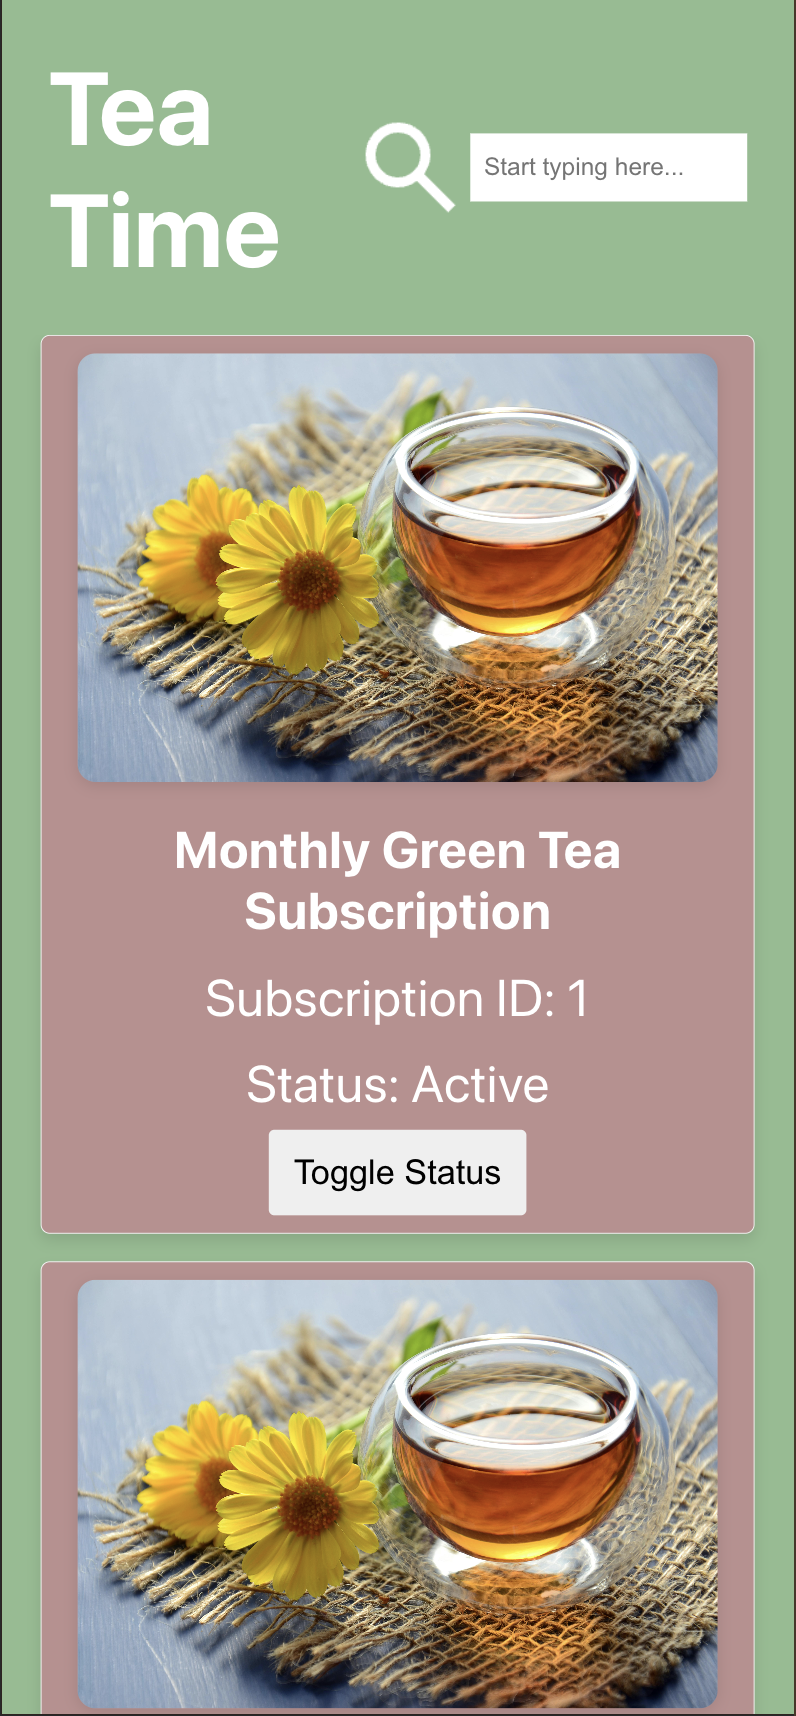 Tea
Time
Start typing here...
Monthly Green Tea
Subscription
Subscription ID: 1
Status: Active
Toggle Status